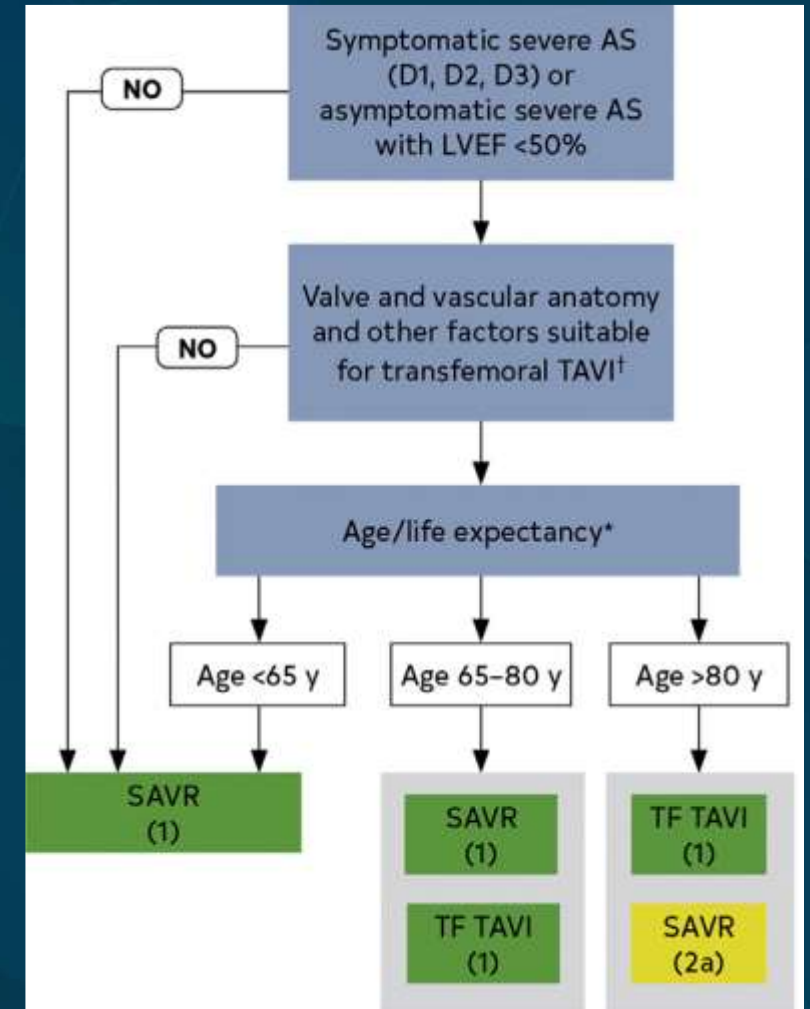 Symptomatic severe AS
(D1, D2, D3) or
asymptomatic severe AS
with LVEF <50%
NO
Valve and vascular anatomy
and other factors suitable
for transfemoral TAVI†
NO
Age/life expectancy*
Age <65 y
Age 65–80 y
Age >80 y
SAVR
(1)
SAVR
(1)
TF TAVI
(1)
TF TAVI
(1)
SAVR
(2a)